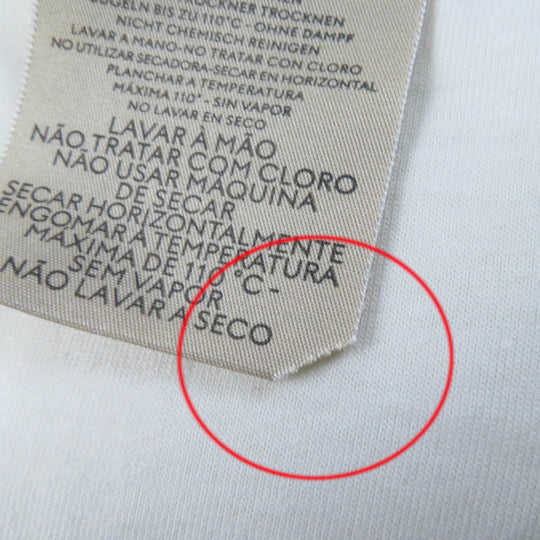 TROCKNER TROCKNEN
BÜGELN BIS ZU 110°C - OHNE DAMPF
NICHT CHEMISCH REINIGEN
LAVAR A MANO-NO TRATAR CON CLORO
NO UTILIZAR SECADORA-SECAR EN HORIZONTAL
PLANCHAR A TEMPERATURA
MÁXIMA 110° - SIN VAPOR
NO LAVAR EN SECO
LAVAR À MÃO
NÃO TRATAR COM CLORO
NÃO USAR MÁQUINA
DE SECAR
SECAR HORIZONTALMENTE
ENGOMAR À TEMPERATURA
MÁXIMA DE 110°C -
SEM VAPOR
NÃO LAVAR A SECO